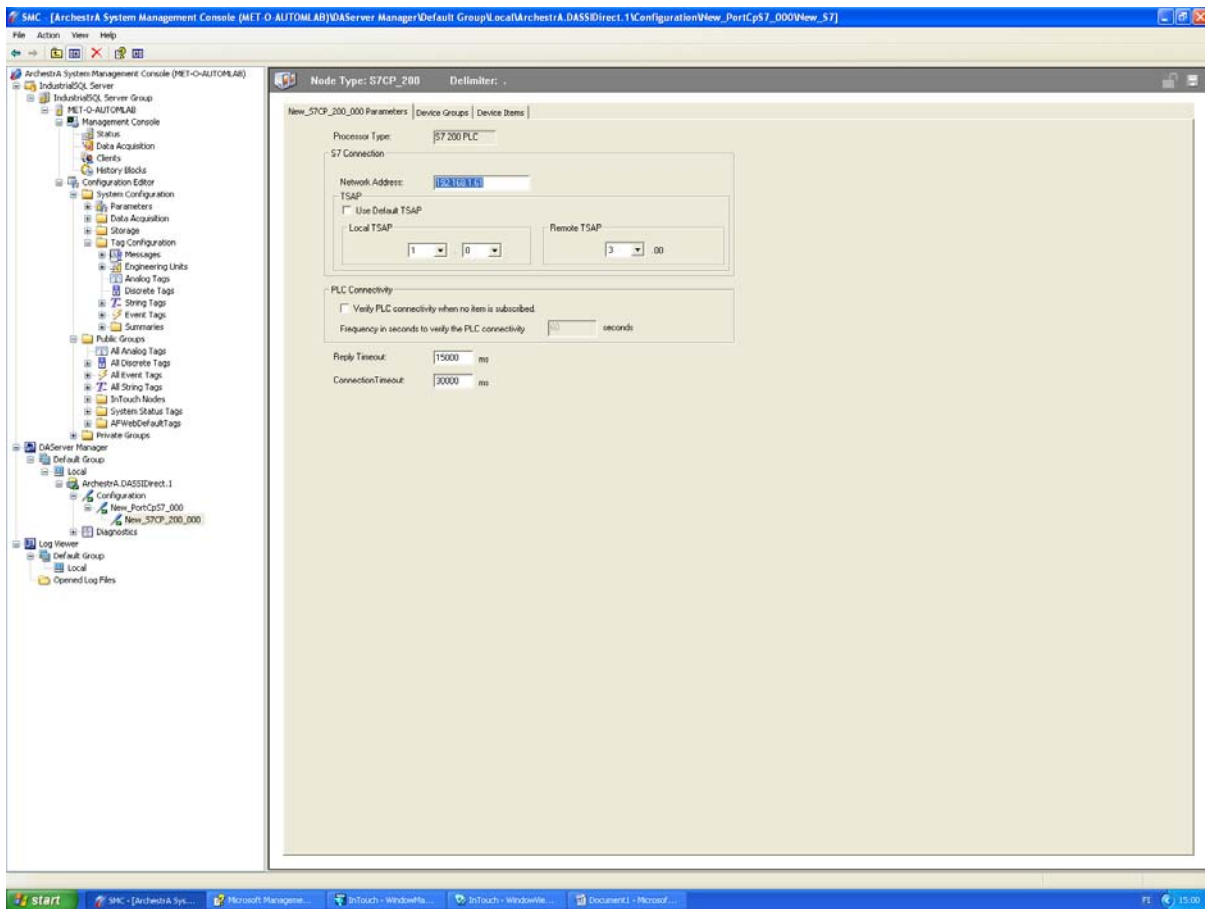 SMC - [ArchestrA System Management Console (MET-O-AUTOMLAB)\DAServer Manager\Default Group\Local\ArchestrA.DASSIDirect.1\Configuration\New_PortCpS7_000\New_S7]
File Action View Help
ArchestrA System Management Console (MET-O-AUTOMLAB)
IndustrialSQL Server
IndustrialSQL Server Group
MET-O-AUTOMLAB
Management Console
Status
Data Acquisition
Clients
History Blocks
Configuration Editor
System Configuration
Parameters
Data Acquisition
Storage
Tag Configuration
Messages
Engineering Units
Analog Tags
Discrete Tags
String Tags
Event Tags
Summaries
Public Groups
All Analog Tags
All Discrete Tags
All Event Tags
All String Tags
InTouch Nodes
System Status Tags
AFWebDefaultTags
Private Groups
DAServer Manager
Default Group
Local
ArchestrA.DASSIDirect.1
Configuration
New_PortCpS7_000
New_S7CP_200_000
Diagnostics
Log Viewer
Default Group
Local
Opened Log Files
Node Type: S7CP_200 Delimiter: .
New_S7CP_200_000 Parameters Device Groups Device Items
Processor Type: S7 200 PLC
S7 Connection
Network Address: 192.168.1.61
TSAP
Use Default TSAP
Local TSAP Remote TSAP
1 . 0 3 .00
PLC Connectivity
Verify PLC connectivity when no item is subscribed.
Frequency in seconds to verify the PLC connectivity seconds
Reply Timeout: 15000 ms
ConnectionTimeout: 30000 ms
start SMC - [ArchestrA Sys... Microsoft Manageme... InTouch - WindowMa... InTouch - WindowVie... Document1 - Microsof... FI 15:00